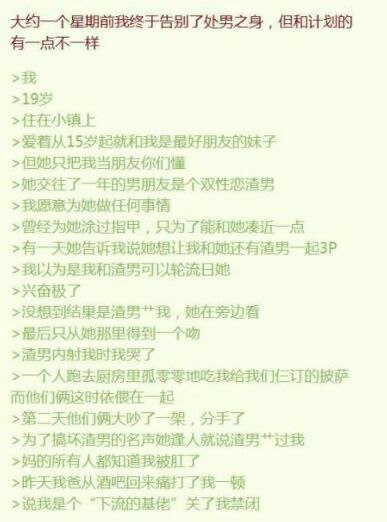 大约一个星期前我终于告别了处男之身，但和计划的
有一点不一样
>我
>19岁
>住在小镇上
>爱着从15岁起就和我是最好朋友的妹子
>但她只把我当朋友你们懂
>她交往了一年的男朋友是个双性恋渣男
>我愿意为她做任何事情
>曾经为她涂过指甲，只为了能和她凑近一点
>有一天她告诉我说她想让我和她还有渣男一起3P
>我以为是我和渣男可以轮流日她
>兴奋极了
>没想到结果是渣男艹我，她在旁边看
>最后只从她那里得到一个吻
>渣男内射我时我哭了
>一个人跑去厨房里孤零零地吃我给我们仨订的披萨
而他们俩这时依偎在一起
>第二天他们俩大吵了一架，分手了
>为了搞坏渣男的名声她逢人就说渣男艹过我
>妈的所有人都知道我被肛了
>昨天我爸从酒吧回来痛打了我一顿
>说我是个“下流的基佬”关了我禁闭